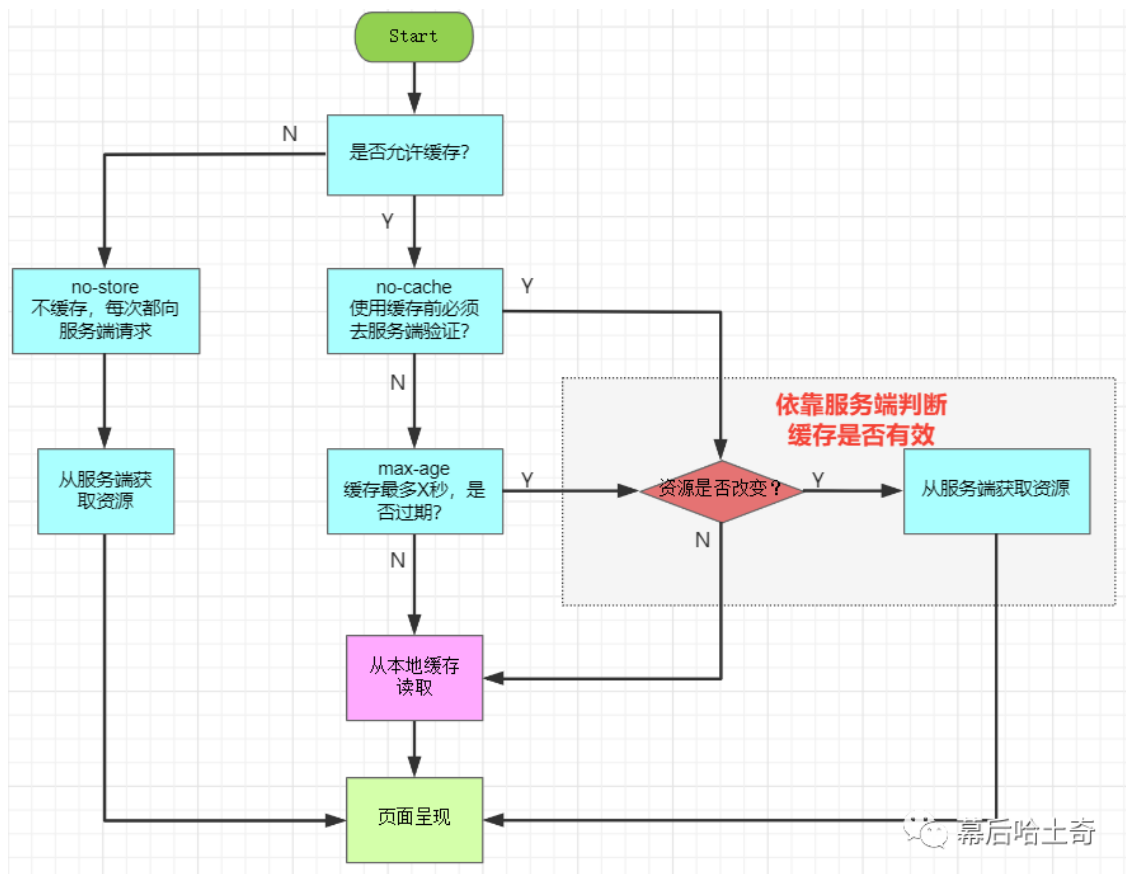 Start
N
是否允许缓存？
Y
no-store
不缓存，每次都向
服务端请求
no-cache
使用缓存前必须
去服务端验证？
Y
N
依靠服务端判断
缓存是否有效
从服务端获
取资源
max-age
缓存最多X秒，是
否过期？
Y
资源是否改变？
Y
从服务端获取资源
N
N
从本地缓存
读取
页面呈现
幕后哈土奇